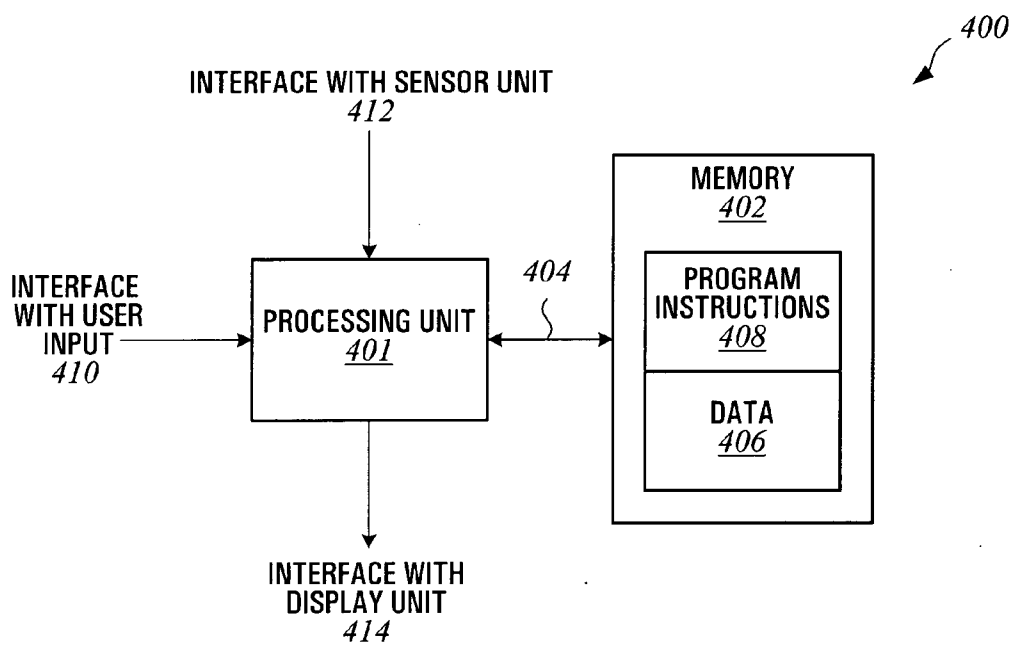 400
INTERFACE WITH SENSOR UNIT
412
MEMORY
402
INTERFACE
WITH USER
INPUT
410
PROCESSING UNIT
401
404
PROGRAM
INSTRUCTIONS
408
DATA
406
INTERFACE WITH
DISPLAY UNIT
414